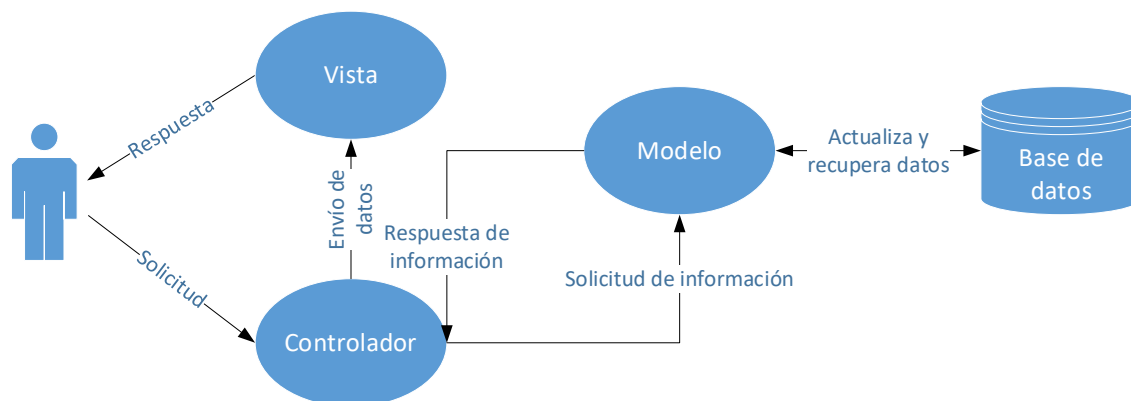 Vista
Respuesta
Modelo
Actualiza y
recupera datos
Base de
datos
Envío de
datos
Respuesta de
información
Solicitud
Solicitud de información
Controlador